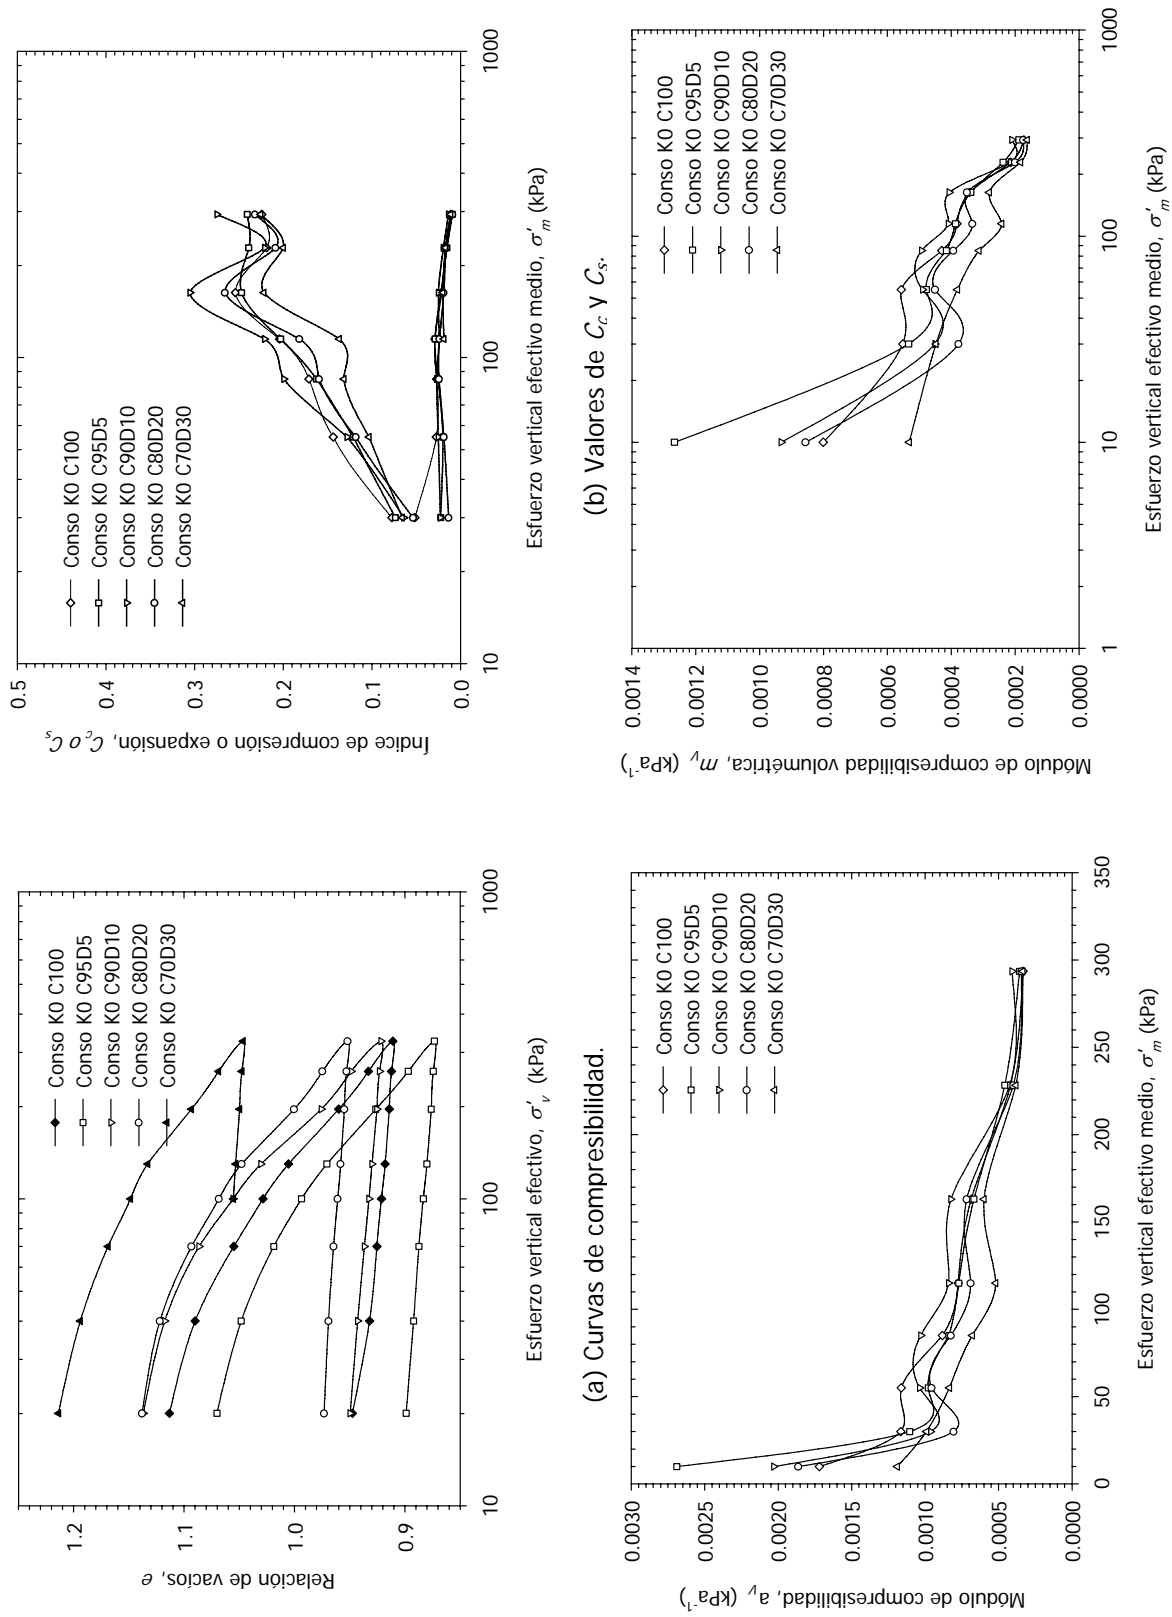 Relación de vacíos, e
1.2
1.1
1.0
0.9
10
100
1000
Esfuerzo vertical efectivo, σ'v (kPa)
Conso K0 C100
Conso K0 C95D5
Conso K0 C90D10
Conso K0 C80D20
Conso K0 C70D30
(a) Curvas de compresibilidad.
Índice de compresión o expansión, Cc o Cs
0.5
0.4
0.3
0.2
0.1
0.0
10
100
1000
Esfuerzo vertical efectivo medio, σ'm (kPa)
Conso K0 C100
Conso K0 C95D5
Conso K0 C90D10
Conso K0 C80D20
Conso K0 C70D30
(b) Valores de Cc y Cs.
Módulo de compresibilidad, av (kPa-1)
0.0030
0.0025
0.0020
0.0015
0.0010
0.0005
0.0000
0
50
100
150
200
250
300
350
Esfuerzo vertical efectivo medio, σ'm (kPa)
Conso K0 C100
Conso K0 C95D5
Conso K0 C90D10
Conso K0 C80D20
Conso K0 C70D30
Módulo de compresibilidad volumétrica, mv (kPa-1)
0.0014
0.0012
0.0010
0.0008
0.0006
0.0004
0.0002
0.0000
1
10
100
1000
Esfuerzo vertical efectivo medio, σ'm (kPa)
Conso K0 C100
Conso K0 C95D5
Conso K0 C90D10
Conso K0 C80D20
Conso K0 C70D30